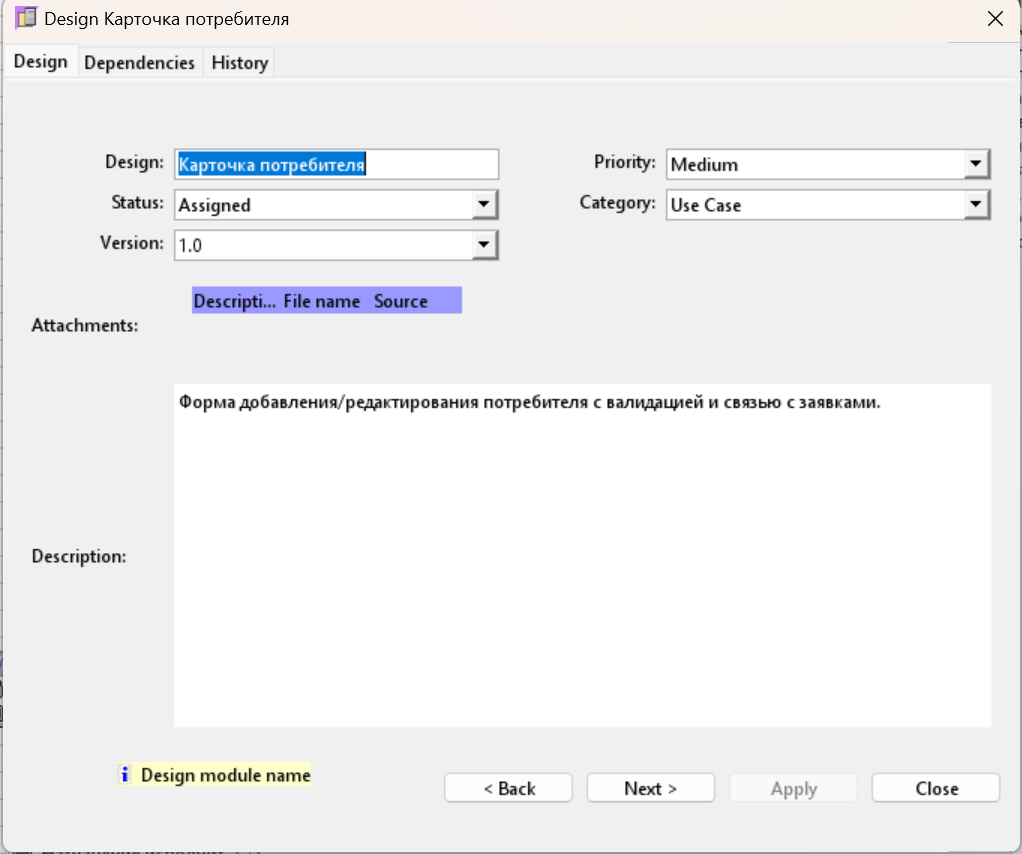 Design Карточка потребителя
Design Dependencies History
Design: Карточка потребителя Priority: Medium
Status: Assigned Category: Use Case
Version: 1.0
Descripti... File name Source
Attachments:
Форма добавления/редактирования потребителя с валидацией и связью с заявками.
Description:
i Design module name
< Back Next > Apply Close